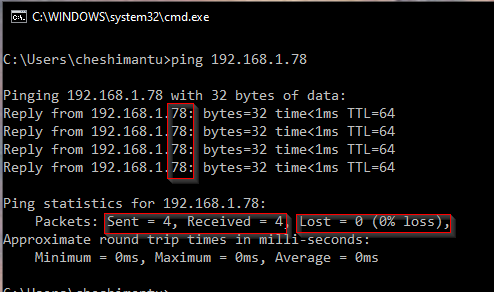 C:\WINDOWS\system32\cmd.exe
C:\Users\cheshimantu>ping 192.168.1.78
Pinging 192.168.1.78 with 32 bytes of data:
Reply from 192.168.1.78: bytes=32 time<1ms TTL=64
Reply from 192.168.1.78: bytes=32 time<1ms TTL=64
Reply from 192.168.1.78: bytes=32 time<1ms TTL=64
Reply from 192.168.1.78: bytes=32 time<1ms TTL=64
Ping statistics for 192.168.1.78:
Packets: Sent = 4, Received = 4, Lost = 0 (0% loss),
Approximate round trip times in milli-seconds:
Minimum = 0ms, Maximum = 0ms, Average = 0ms